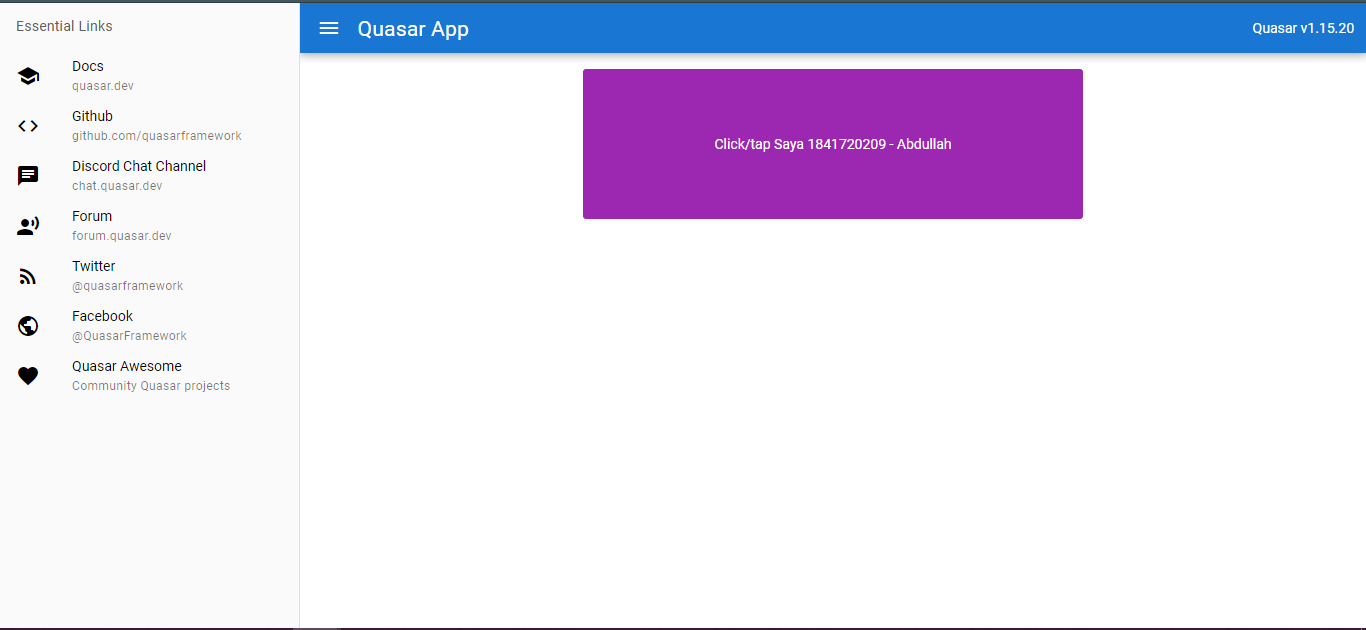 Essential Links
Docs
quasar.dev
Github
github.com/quasarframework
Discord Chat Channel
chat.quasar.dev
Forum
forum.quasar.dev
Twitter
@quasarframework
Facebook
@QuasarFramework
Quasar Awesome
Community Quasar projects
Quasar App
Quasar v1.15.20
Click/tap Saya 1841720209 - Abdullah